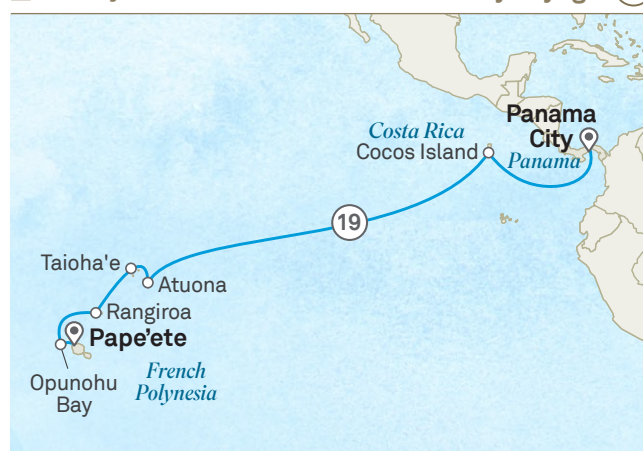 Panama
City
Costa Rica
Cocos Island
Panama
19
Taioha'e
Atuona
Rangiroa
Pape’ete
French
Polynesia
Opunohu
Bay